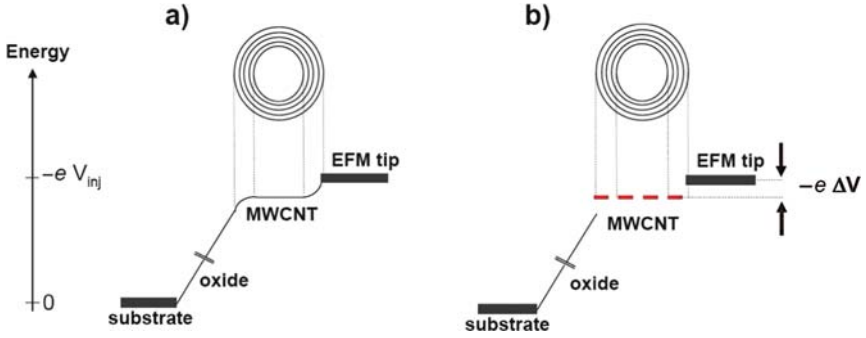 a)
b)
Energy
EFM tip
EFM tip
−e Vinj
−e ΔV
MWCNT
MWCNT
oxide
oxide
0
substrate
substrate